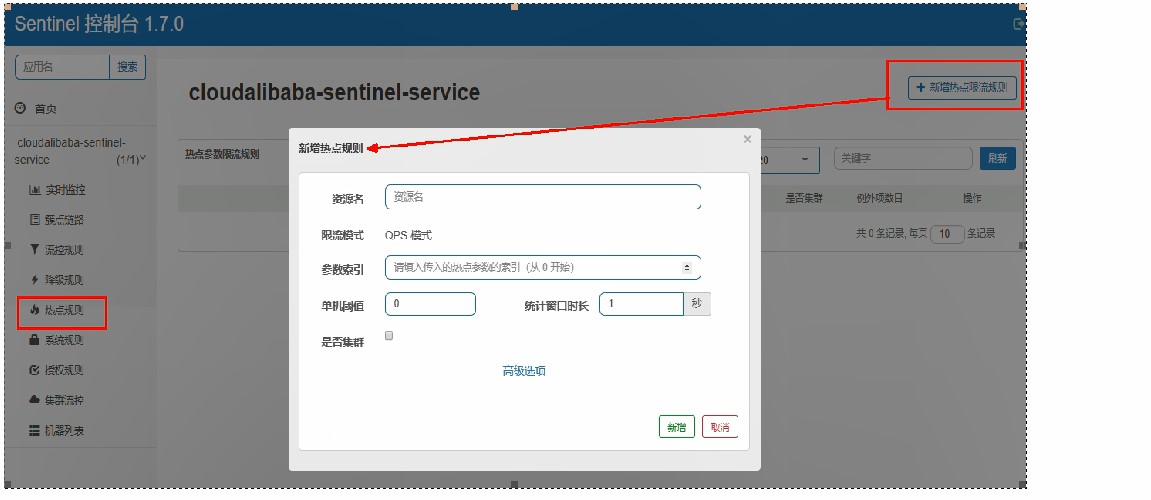 Sentinel 控制台 1.7.0
应用名 搜索
首页
cloudalibaba-sentinel-
service (1/1)
实时监控
簇点链路
流控规则
降级规则
热点规则
系统规则
授权规则
集群流控
机器列表
cloudalibaba-sentinel-service
+ 新增热点限流规则
热点参数限流规则
20 关键字 刷新
是否集群 例外项数目 操作
共 0 条记录, 每页 10 条记录
新增热点规则 ×
资源名 资源名
限流模式 QPS 模式
参数索引 请填入传入的热点参数的索引（从 0 开始）
单机阈值 0 统计窗口时长 1 秒
是否集群
高级选项
新增 取消